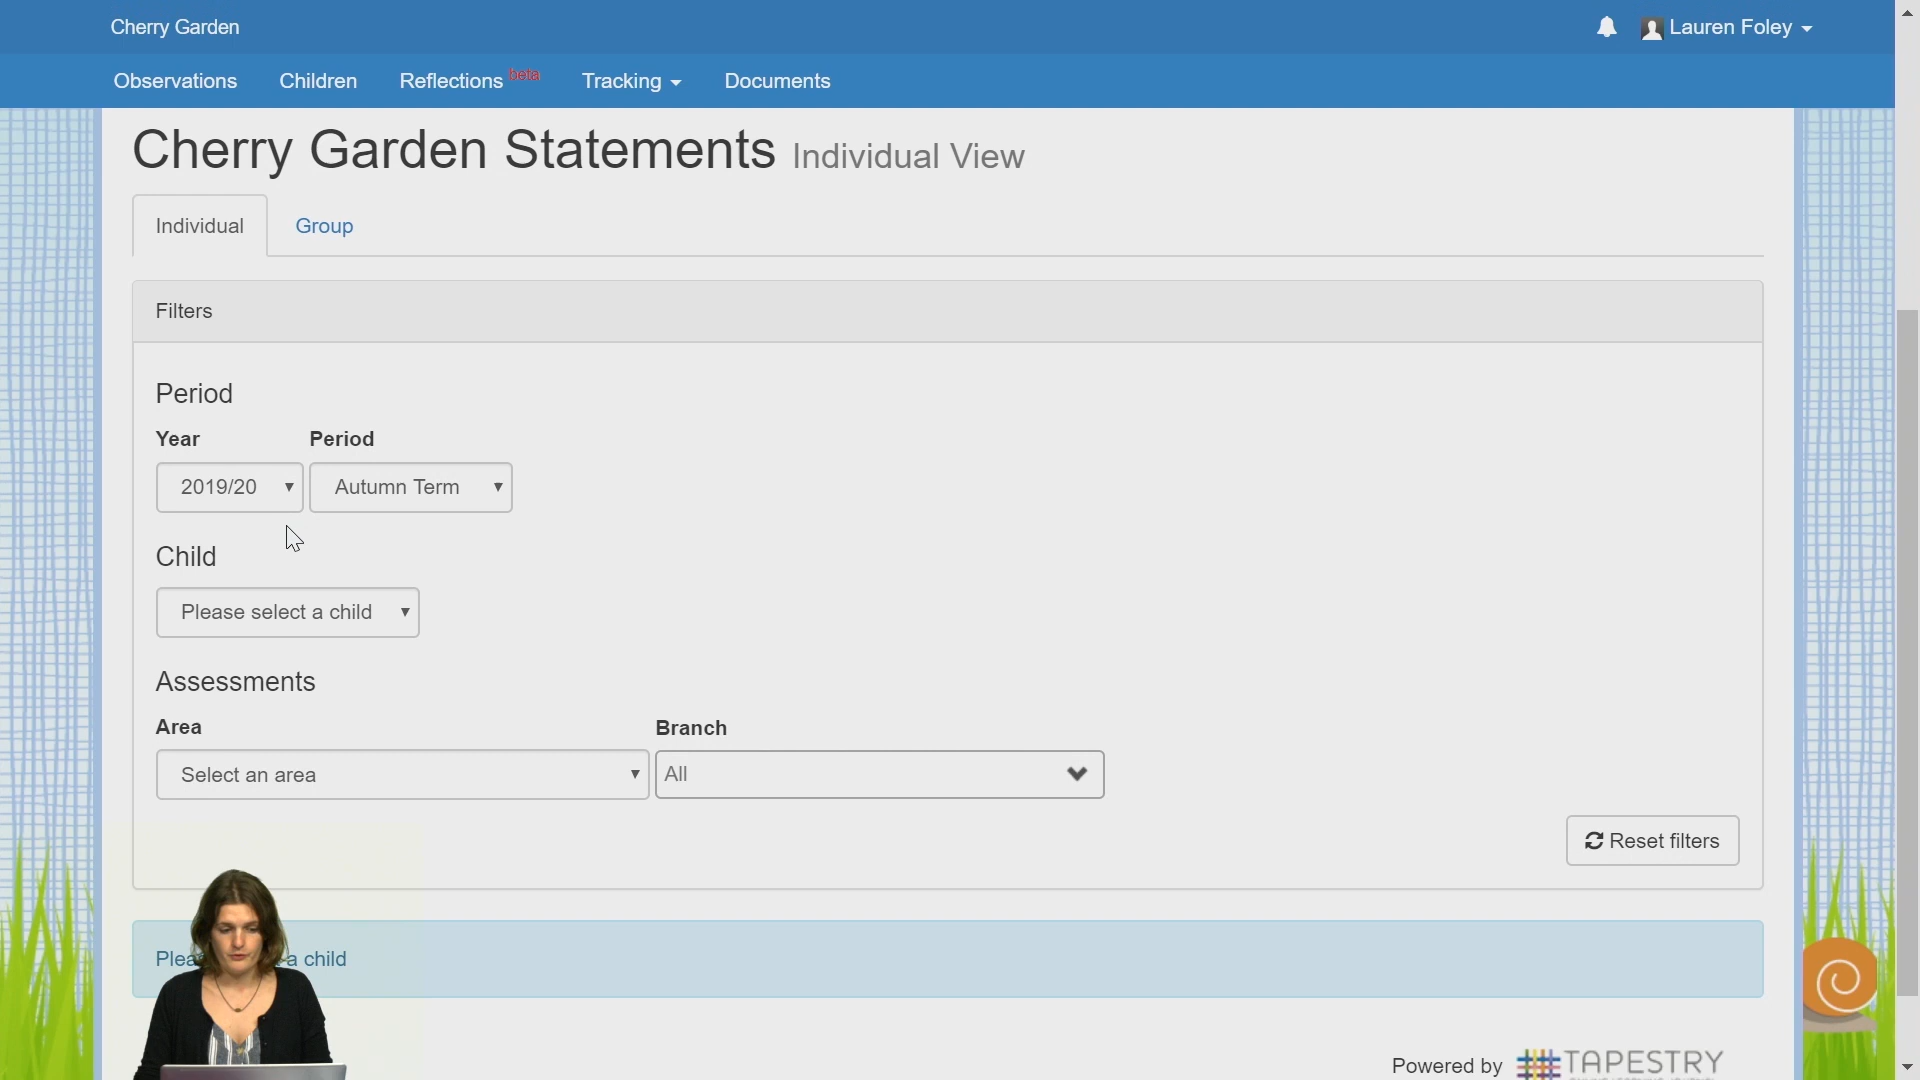 Cherry Garden
Lauren Foley
Observations Children Reflections beta Tracking Documents
Cherry Garden Statements Individual View
Individual Group
Filters
Period
Year Period
2019/20 Autumn Term
Child
Please select a child
Assessments
Area Branch
Select an area All
Reset filters
a child
Powered by TAPESTRY